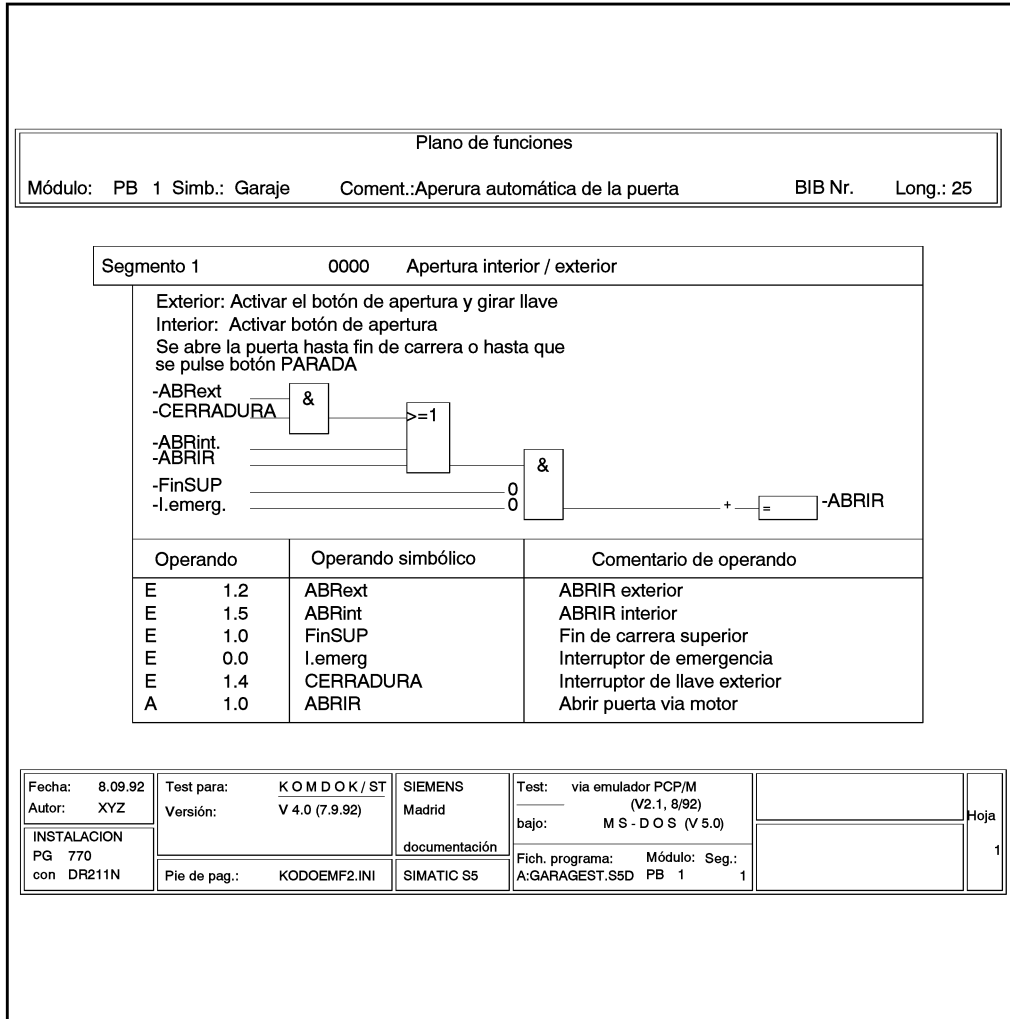 Plano de funciones
Módulo: PB 1 Simb.: Garaje Coment.:Aperura automática de la puerta BIB Nr. Long.: 25
Segmento 1 0000 Apertura interior / exterior
Exterior: Activar el botón de apertura y girar llave
Interior: Activar botón de apertura
Se abre la puerta hasta fin de carrera o hasta que
se pulse botón PARADA
-ABRext
-CERRADURA
&
>=1
-ABRint.
-ABRIR
&
-FinSUP
-I.emerg.
0
0
+
=
-ABRIR
Operando Operando simbólico Comentario de operando
E 1.2 ABRext ABRIR exterior
E 1.5 ABRint ABRIR interior
E 1.0 FinSUP Fin de carrera superior
E 0.0 I.emerg Interruptor de emergencia
E 1.4 CERRADURA Interruptor de llave exterior
A 1.0 ABRIR Abrir puerta via motor
Fecha: 8.09.92
Autor: XYZ
INSTALACION
PG 770
con DR211N
Test para: K O M D O K / ST
Versión: V 4.0 (7.9.92)
Pie de pag.: KODOEMF2.INI
SIEMENS
Madrid
documentación
SIMATIC S5
Test: via emulador PCP/M
(V2.1, 8/92)
bajo: M S - D O S (V 5.0)
Fich. programa: Módulo: Seg.:
A:GARAGEST.S5D PB 1 1
Hoja
1